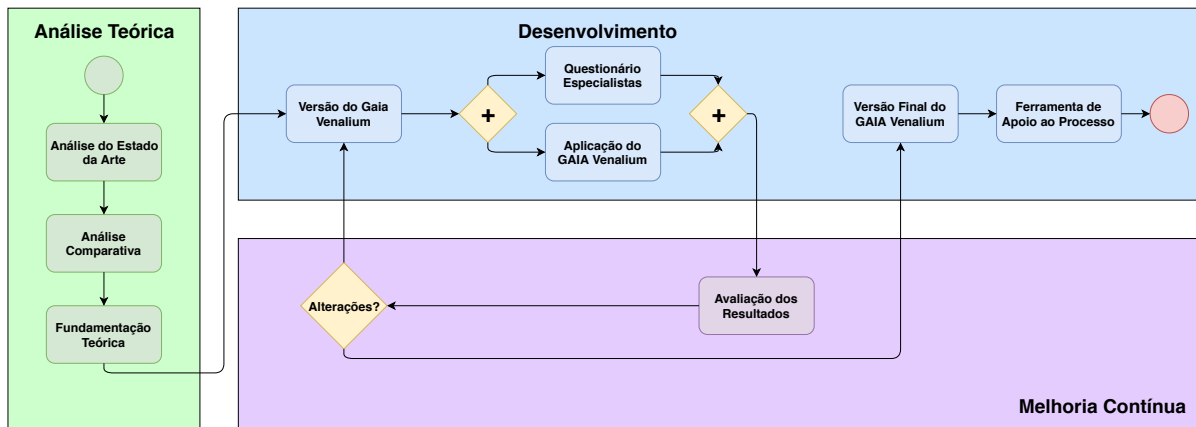 Análise Teórica
Análise do Estado
da Arte
Análise
Comparativa
Fundamentação
Teórica
Desenvolvimento
Versão do Gaia
Venalium
+
Questionário
Especialistas
Aplicação do
GAIA Venalium
+
Versão Final do
GAIA Venalium
Ferramenta de
Apoio ao Processo
Alterações?
Avaliação dos
Resultados
Melhoria Contínua